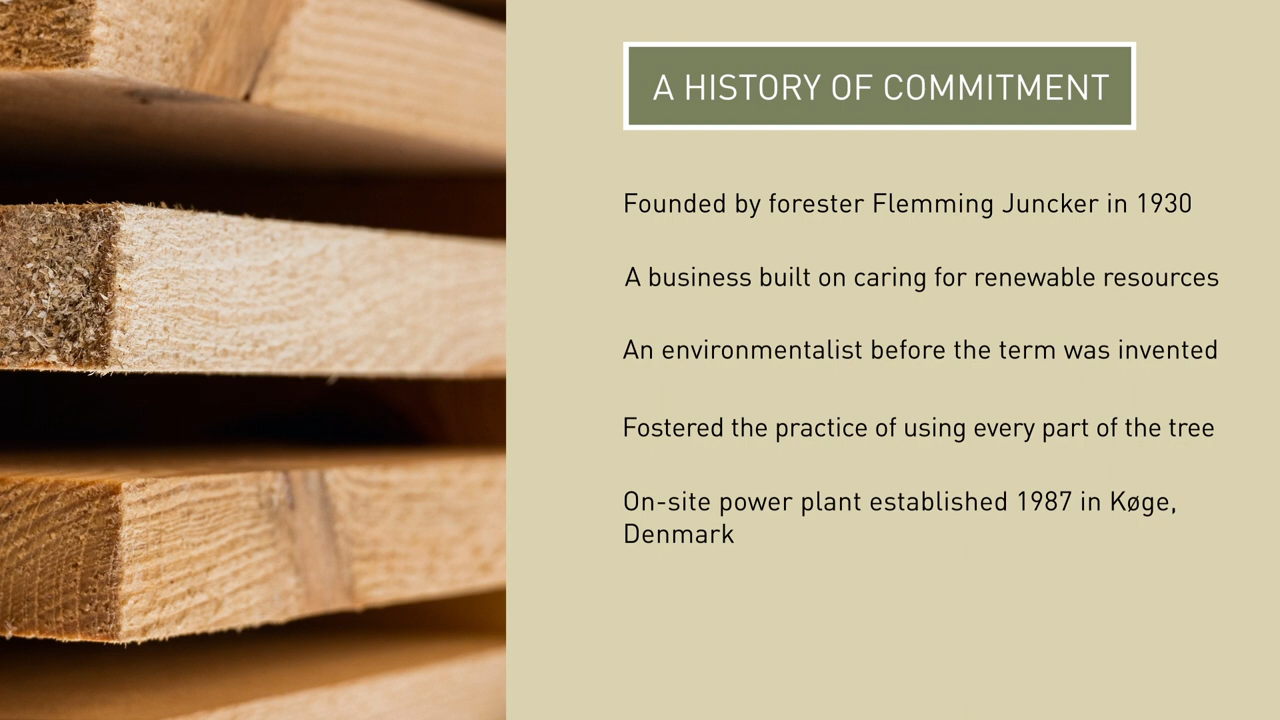 A HISTORY OF COMMITMENT
Founded by forester Flemming Juncker in 1930
A business built on caring for renewable resources
An environmentalist before the term was invented
Fostered the practice of using every part of the tree
On-site power plant established 1987 in Køge,
Denmark